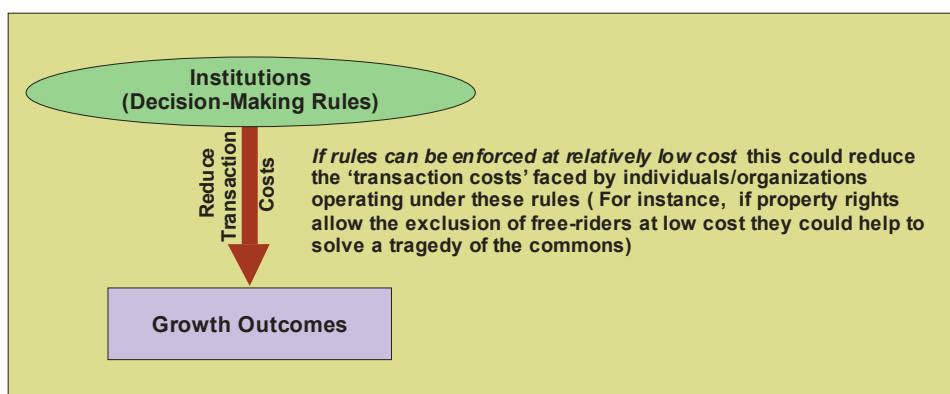 Institutions
(Decision-Making Rules)
Reduce
Transaction
Costs
If rules can be enforced at relatively low cost this could reduce
the ‘transaction costs’ faced by individuals/organizations
operating under these rules ( For instance, if property rights
allow the exclusion of free-riders at low cost they could help to
solve a tragedy of the commons)
Growth Outcomes